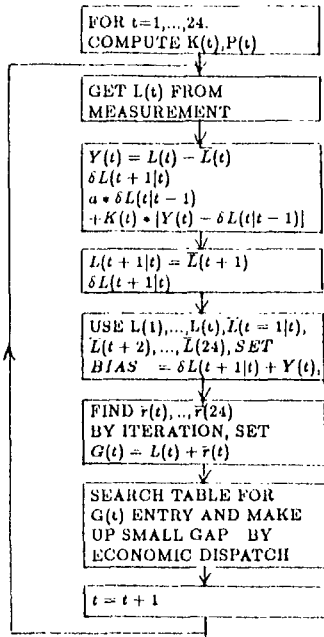 FOR t=1,...,24.
COMPUTE K(t),P(t)
GET L(t) FROM
MEASUREMENT
Y(t) = L(t) − L̄(t)
δL(t + 1|t)
a * δL(t|t − 1)
+K(t) * [Y(t) − δL(t|t − 1)]
L(t + 1|t) = L̄(t + 1)
δL(t + 1|t)
USE L(1),...,L(t),L̄(t = 1|t),
L̄(t + 2),...,L̄(24), SET
BIAS = δL(t + 1|t) + Y(t),
FIND r̄(t),..,r̄(24)
BY ITERATION, SET
G(t) = L(t) + r̄(t)
SEARCH TABLE FOR
G(t) ENTRY AND MAKE
UP SMALL GAP BY
ECONOMIC DISPATCH
t = t + 1